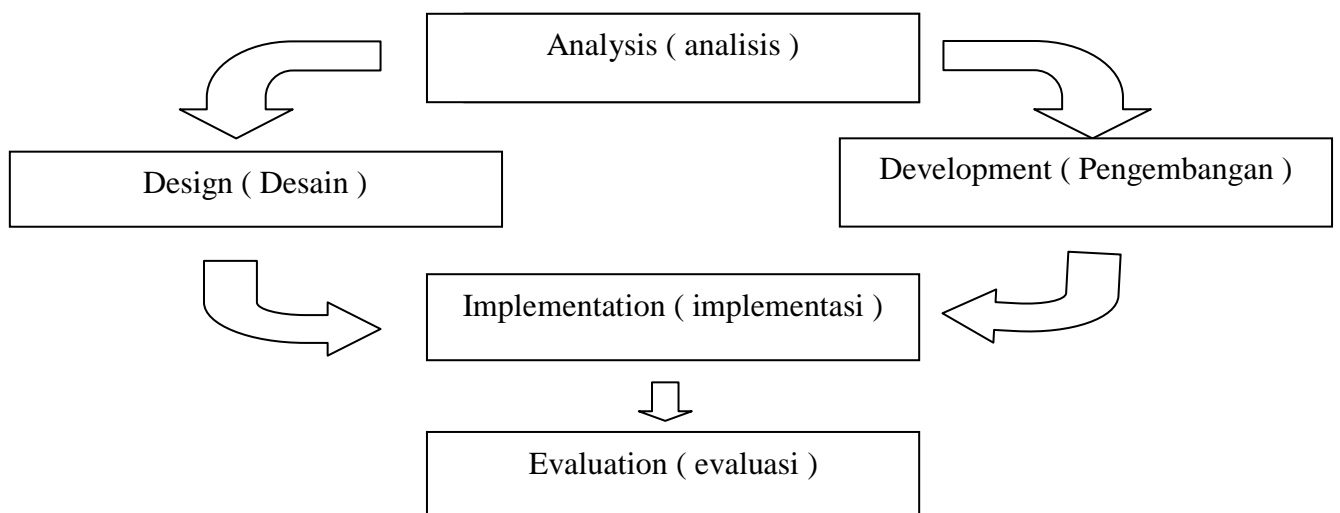 Analysis ( analisis )
Design ( Desain )
Development ( Pengembangan )
Implementation ( implementasi )
Evaluation ( evaluasi )